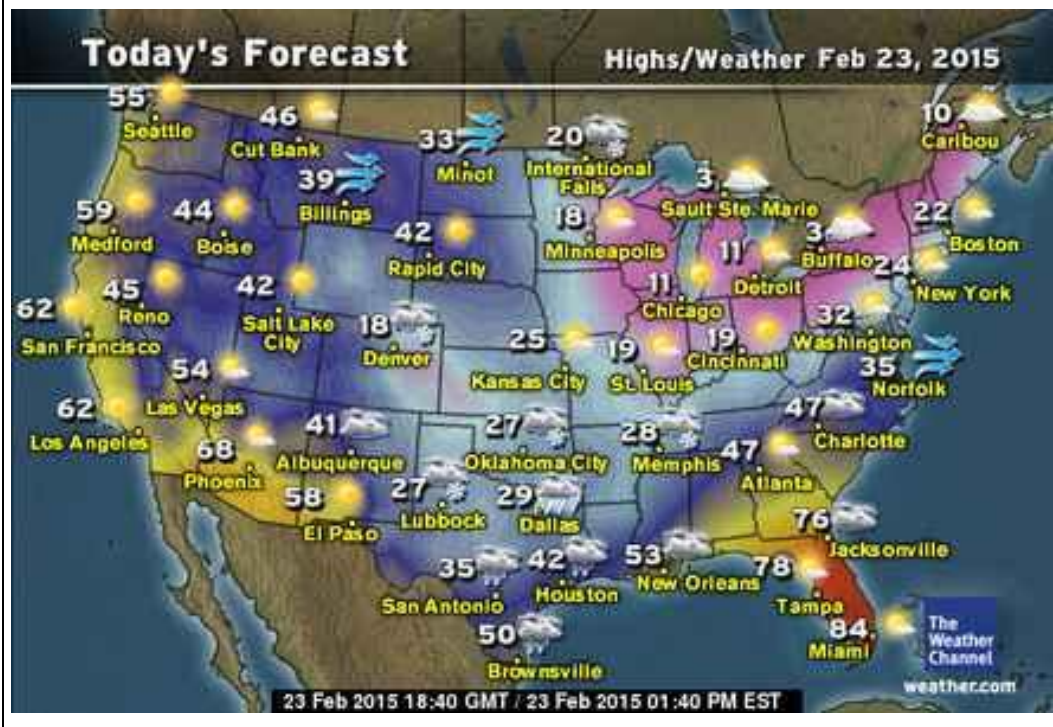 Today's Forecast
Highs/Weather Feb 23, 2015
55
Seattle
46
Cut Bank
33
Minot
20
International
Falls
10
Caribou
39
Billings
3
Sault Ste. Marie
59
Medford
44
Boise
42
Rapid City
18
Minneapolis
11
Detroit
3
Buffalo
22
Boston
24
New York
62
San Francisco
45
Reno
42
Salt Lake
City
18
Denver
25
Kansas City
11
Chicago
19
St. Louis
19
Cincinnati
32
Washington
35
Norfolk
54
Las Vegas
62
Los Angeles
68
Phoenix
41
Albuquerque
27
Oklahoma City
28
Memphis
47
Charlotte
47
Atlanta
58
El Paso
27
Lubbock
29
Dallas
76
Jacksonville
35
San Antonio
42
Houston
53
New Orleans
78
Tampa
50
Brownsville
84
Miami
The
Weather
Channel
weather.com
23 Feb 2015 18:40 GMT / 23 Feb 2015 01:40 PM EST